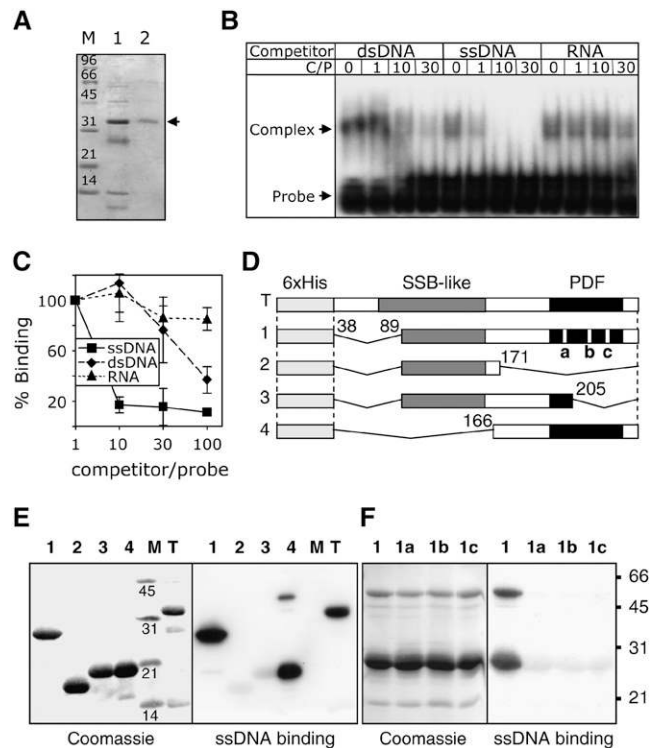 A
M 1 2
96
66
45
31
21
14
B
Competitor dsDNA ssDNA RNA
C/P 0 1 10 30 0 1 10 30 0 1 10 30
Complex
Probe
C
% Binding
100
60
20
ssDNA
dsDNA
RNA
1 10 30 100
competitor/probe
D
6xHis SSB-like PDF
T
1 38 89
a b c
2 171
3 205
4 166
E
1 2 3 4 M T 1 2 3 4 M T
45
31
21
14
Coomassie ssDNA binding
F
1 1a 1b 1c 1 1a 1b 1c
66
45
31
21
Coomassie ssDNA binding